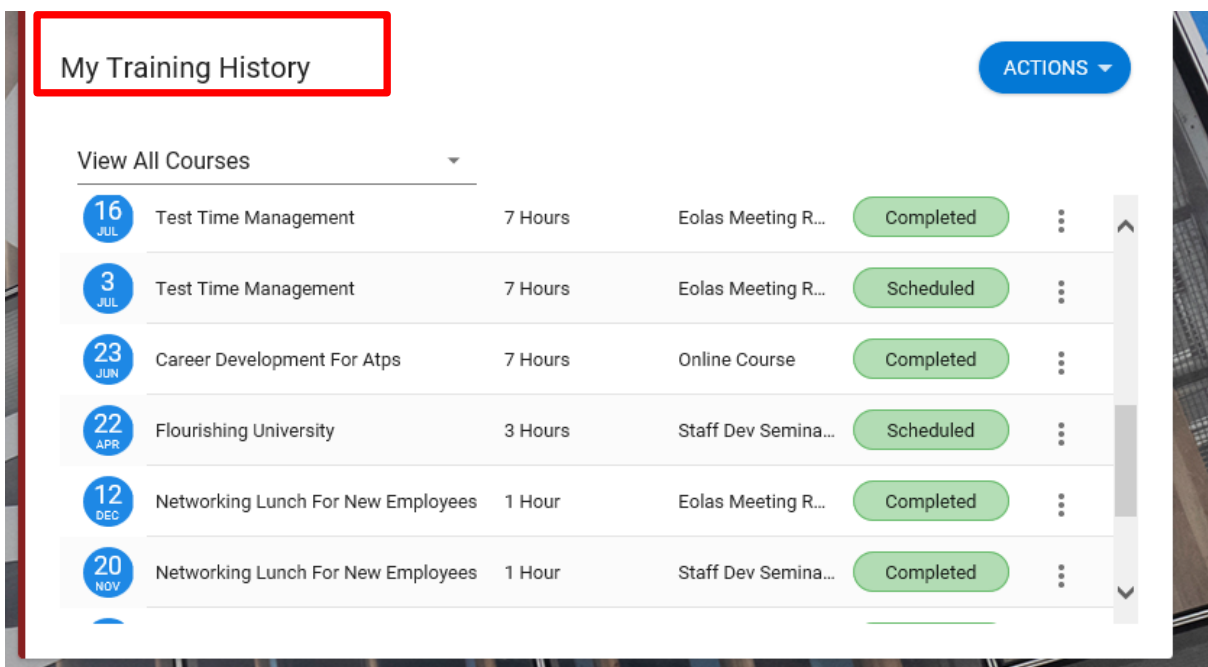 My Training History
ACTIONS
View All Courses
16 JUL Test Time Management 7 Hours Eolas Meeting R... Completed
3 JUL Test Time Management 7 Hours Eolas Meeting R... Scheduled
23 JUN Career Development For Atps 7 Hours Online Course Completed
22 APR Flourishing University 3 Hours Staff Dev Semina... Scheduled
12 DEC Networking Lunch For New Employees 1 Hour Eolas Meeting R... Completed
20 NOV Networking Lunch For New Employees 1 Hour Staff Dev Semina... Completed